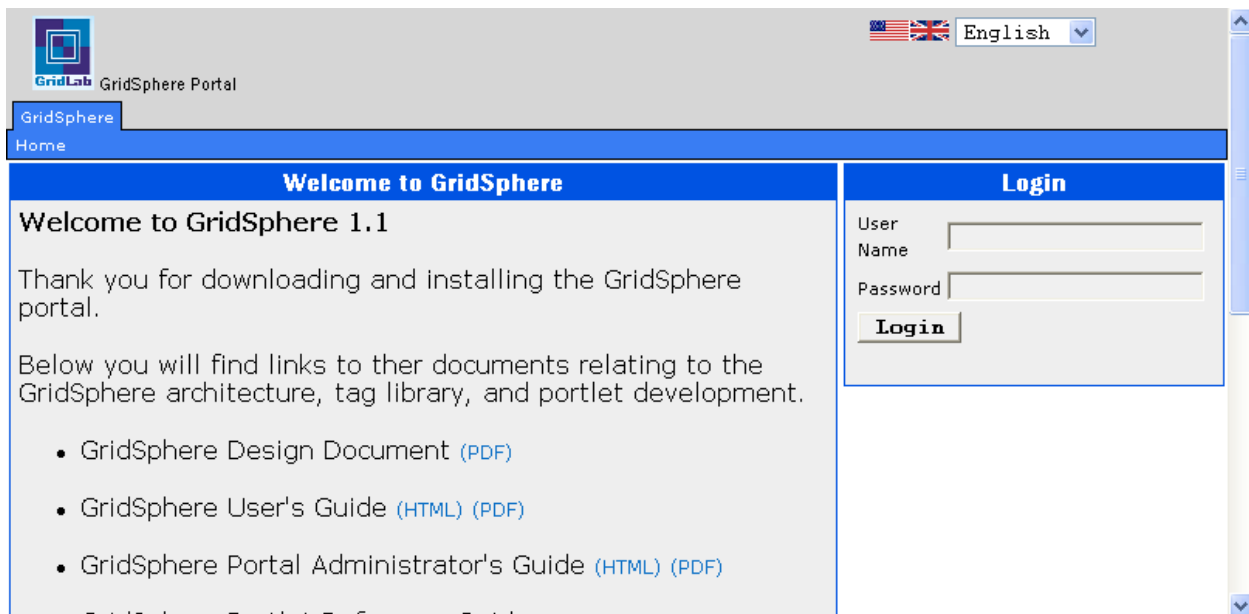 English
GridLab GridSphere Portal
GridSphere
Home
Welcome to GridSphere
Welcome to GridSphere 1.1
Thank you for downloading and installing the GridSphere
portal.
Below you will find links to ther documents relating to the
GridSphere architecture, tag library, and portlet development.
• GridSphere Design Document (PDF)
• GridSphere User's Guide (HTML) (PDF)
• GridSphere Portal Administrator's Guide (HTML) (PDF)
Login
User
Name
Password
Login